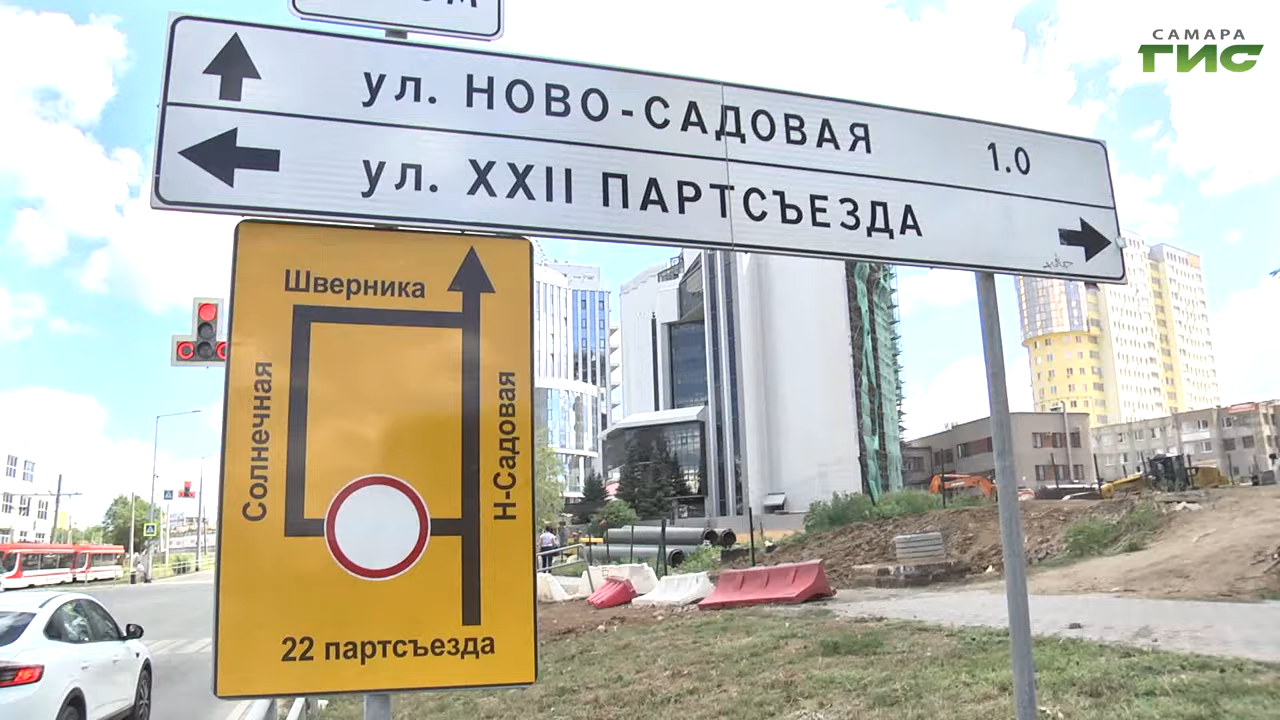 САМАРА
ГИС
ул. НОВО-САДОВАЯ 1.0
ул. XXII ПАРТСЪЕЗДА
Шверника
Солнечная
Н-Садовая
22 партсъезда